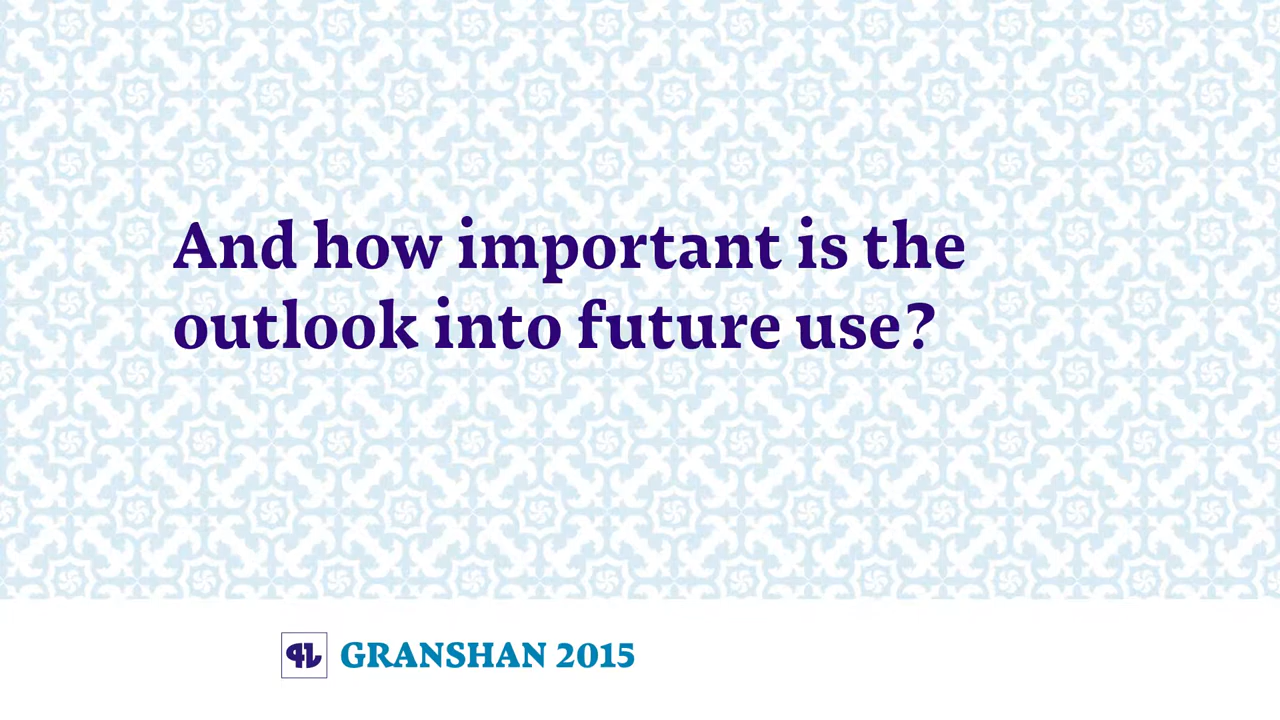 And how important is the
outlook into future use?
GRANSHAN 2015